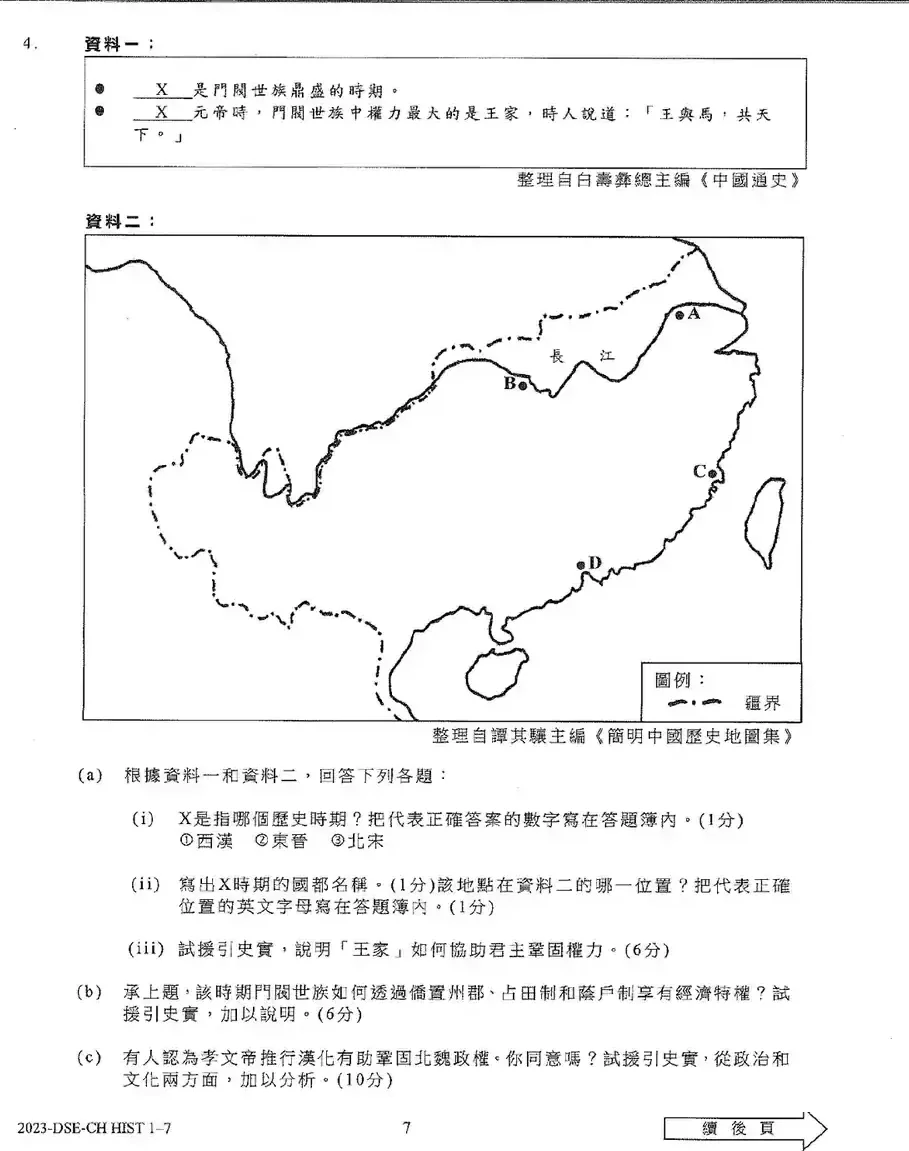 4.
資料一：
● X 是門閥世族鼎盛的時期。
● X 元帝時，門閥世族中權力最大的是王家，時人說道：「王與馬，共天
下。」
整理自白壽彝總主編《中國通史》
資料二：
A
長 江
B
C
D
圖例：
疆界
整理自譚其驤主編《簡明中國歷史地圖集》
(a) 根據資料一和資料二，回答下列各題：
(i) X是指哪個歷史時期？把代表正確答案的數字寫在答題簿內。(1分)
①西漢 ②東晉 ③北宋
(ii) 寫出X時期的國都名稱。(1分)該地點在資料二的哪一位置？把代表正確
位置的英文字母寫在答題簿內。(1分)
(iii) 試援引史實，說明「王家」如何協助君主鞏固權力。(6分)
(b) 承上題，該時期門閥世族如何透過僑置州郡、占田制和蔭戶制享有經濟特權？試
援引史實，加以說明。(6分)
(c) 有人認為孝文帝推行漢化有助鞏固北魏政權。你同意嗎？試援引史實，從政治和
文化兩方面，加以分析。(10分)
2023-DSE-CH HIST 1–7
7
續後頁